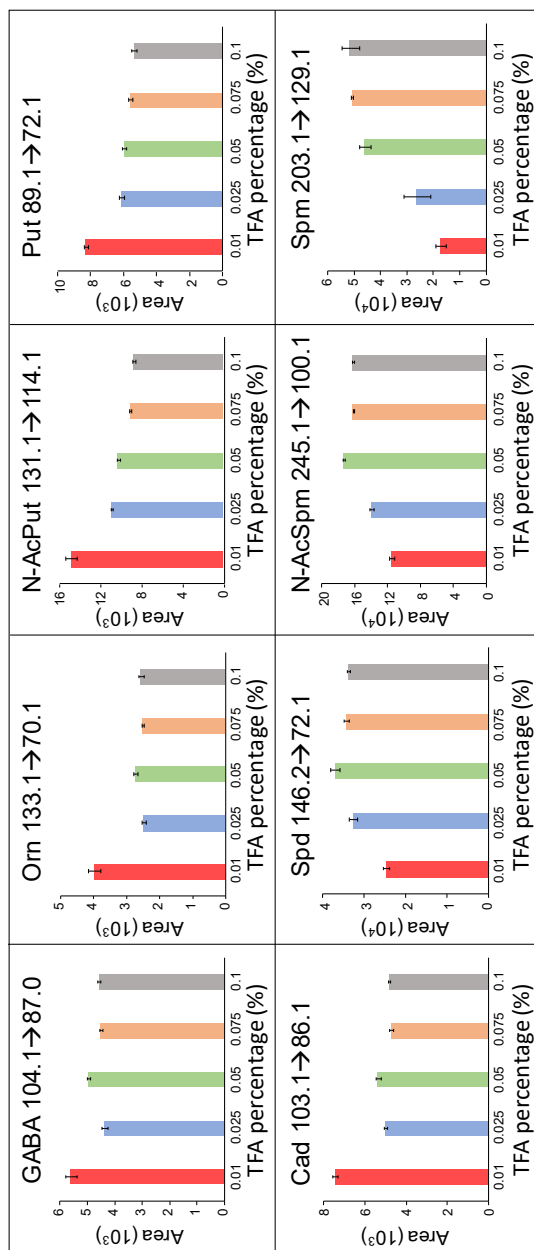 GABA 104.1→87.0
Area (10³)
6
5
4
3
2
1
0
0.01 0.025 0.05 0.075 0.1
TFA percentage (%)
Orn 133.1→70.1
Area (10³)
5
4
3
2
1
0
0.01 0.025 0.05 0.075 0.1
TFA percentage (%)
N-AcPut 131.1→114.1
Area (10³)
16
12
8
4
0
0.01 0.025 0.05 0.075 0.1
TFA percentage (%)
Put 89.1→72.1
Area (10³)
10
8
6
4
2
0
0.01 0.025 0.05 0.075 0.1
TFA percentage (%)
Cad 103.1→86.1
Area (10³)
8
6
4
2
0
0.01 0.025 0.05 0.075 0.1
TFA percentage (%)
Spd 146.2→72.1
Area (10⁴)
4
3
2
1
0
0.01 0.025 0.05 0.075 0.1
TFA percentage (%)
N-AcSpm 245.1→100.1
Area (10⁴)
20
16
12
8
4
0
0.01 0.025 0.05 0.075 0.1
TFA percentage (%)
Spm 203.1→129.1
Area (10⁴)
6
5
4
3
2
1
0
0.01 0.025 0.05 0.075 0.1
TFA percentage (%)